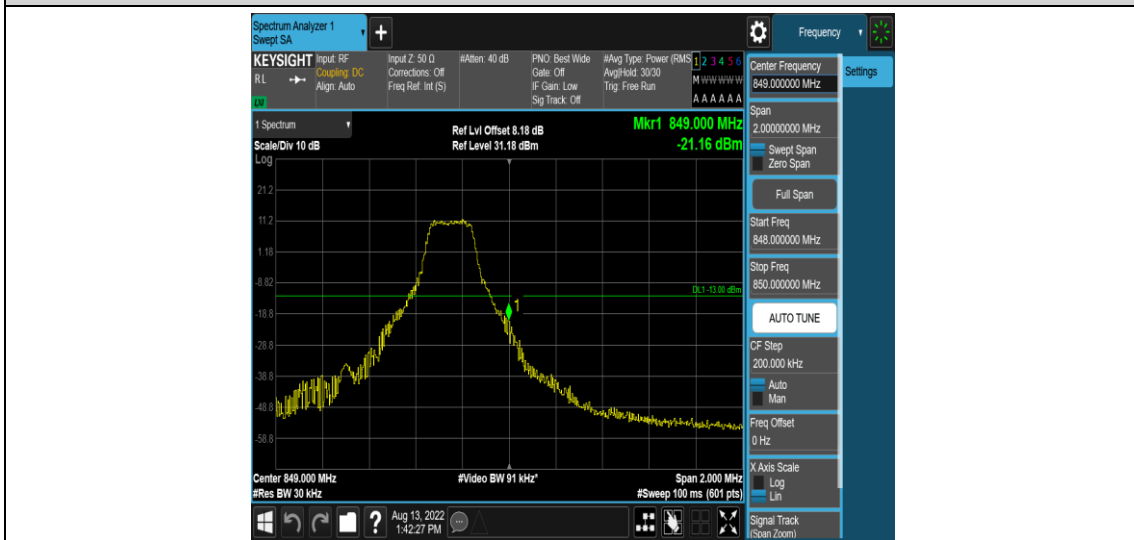 Spectrum Analyzer 1
Swept SA
+
Frequency
KEYSIGHT
RL
LNI
Input: RF
Coupling: DC
Align: Auto
Input Z: 50 Ω
Corrections: Off
Freq Ref: Int (S)
#Atten: 40 dB
PNO: Best Wide
Gate: Off
IF Gain: Low
Sig Track: Off
#Avg Type: Power (RMS
Avg|Hold: 30/30
Trig: Free Run
1 2 3 4 5 6
M W W W W W
A A A A A A
1 Spectrum
Scale/Div 10 dB
Ref Lvl Offset 8.18 dB
Ref Level 31.18 dBm
Mkr1 849.000 MHz
-21.16 dBm
Log
21.2
11.2
1.18
-8.82
-18.8
-28.8
-38.8
-48.8
-58.8
DL1 -13.00 dBm
1
Center 849.000 MHz
#Res BW 30 kHz
#Video BW 91 kHz*
Span 2.000 MHz
#Sweep 100 ms (601 pts)
?
Aug 13, 2022
1:42:27 PM
Center Frequency
849.000000 MHz
Settings
Span
2.00000000 MHz
Swept Span
Zero Span
Full Span
Start Freq
848.000000 MHz
Stop Freq
850.000000 MHz
AUTO TUNE
CF Step
200.000 kHz
Auto
Man
Freq Offset
0 Hz
X Axis Scale
Log
Lin
Signal Track
(Span Zoom)